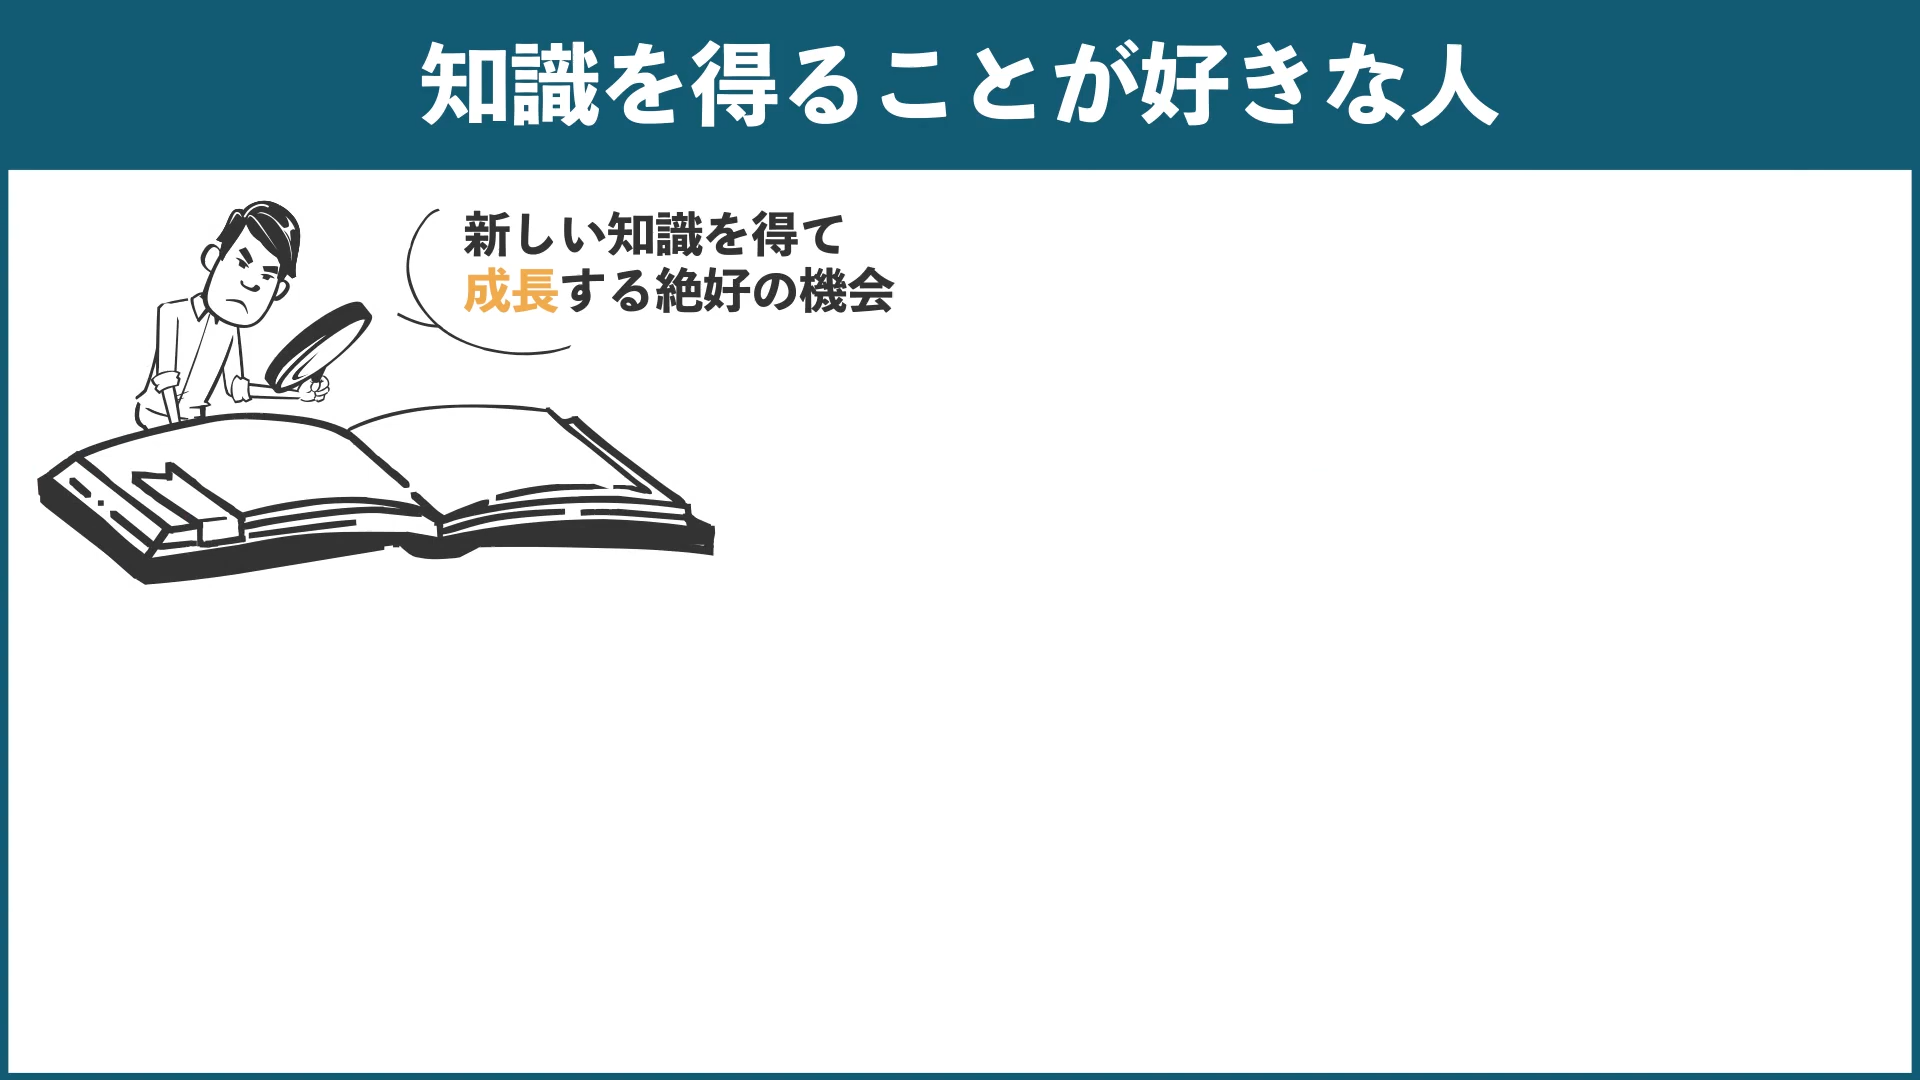 知識を得ることが好きな人
新しい知識を得て
成長する絶好の機会